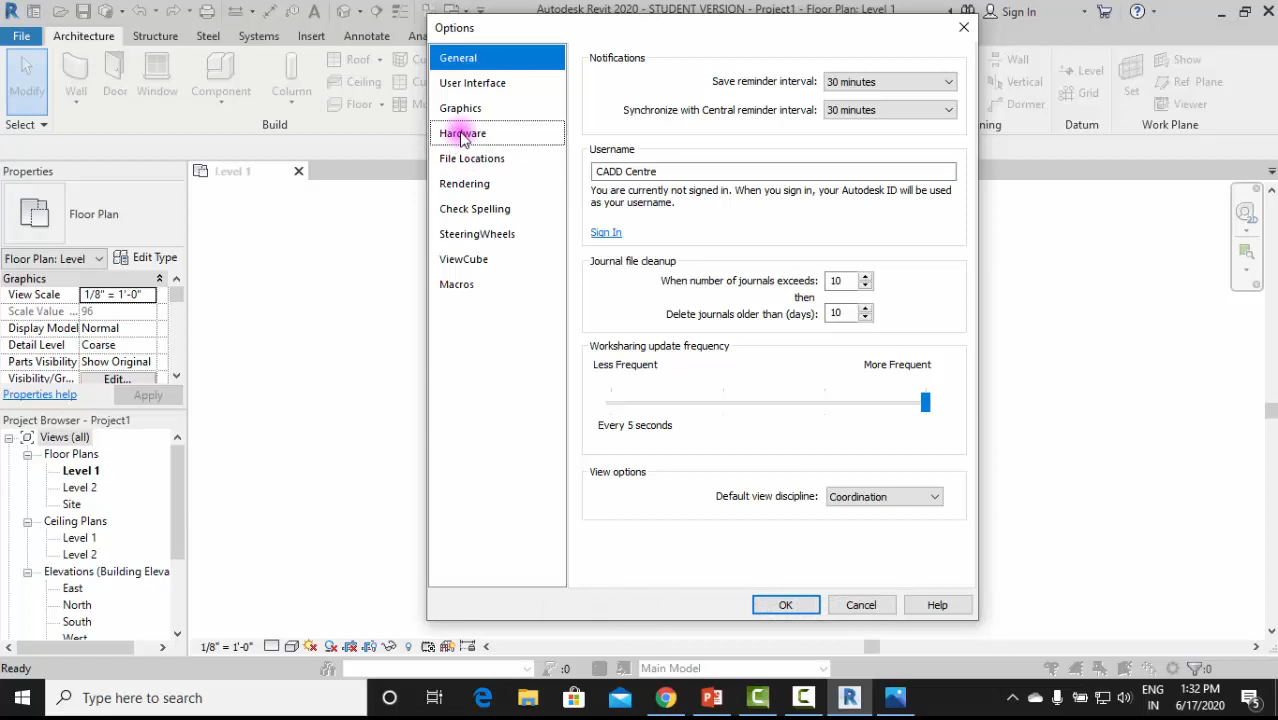 Autodesk Revit 2020 - STUDENT VERSION - Project1 - Floor Plan: Level 1
Sign In
File
Architecture
Structure
Steel
Systems
Insert
Annotate
Modify
Wall
Door
Window
Component
Column
Roof
Ceiling
Floor
Wall
Vertical
Dormer
Level
Grid
Set
Show
Ref Plane
Viewer
Select
Build
Datum
Work Plane
Properties
Floor Plan
Floor Plan: Level
Edit Type
Graphics
View Scale 1/8" = 1'-0"
Scale Value ... 96
Display Model Normal
Detail Level Coarse
Parts Visibility Show Original
Visibility/Gr... Edit...
Properties help
Apply
Project Browser - Project1
Views (all)
Floor Plans
Level 1
Level 2
Site
Ceiling Plans
Level 1
Level 2
Elevations (Building Eleva
East
North
South
West
Level 1
Options
General
User Interface
Graphics
Hardware
File Locations
Rendering
Check Spelling
SteeringWheels
ViewCube
Macros
Notifications
Save reminder interval: 30 minutes
Synchronize with Central reminder interval: 30 minutes
Username
CADD Centre
You are currently not signed in. When you sign in, your Autodesk ID will be used
as your username.
Sign In
Journal file cleanup
When number of journals exceeds: 10
then
Delete journals older than (days): 10
Worksharing update frequency
Less Frequent
More Frequent
Every 5 seconds
View options
Default view discipline: Coordination
OK
Cancel
Help
2D
1/8" = 1'-0"
Ready
:0
Main Model
:0
Type here to search
ENG
IN
1:32 PM
6/17/2020
5